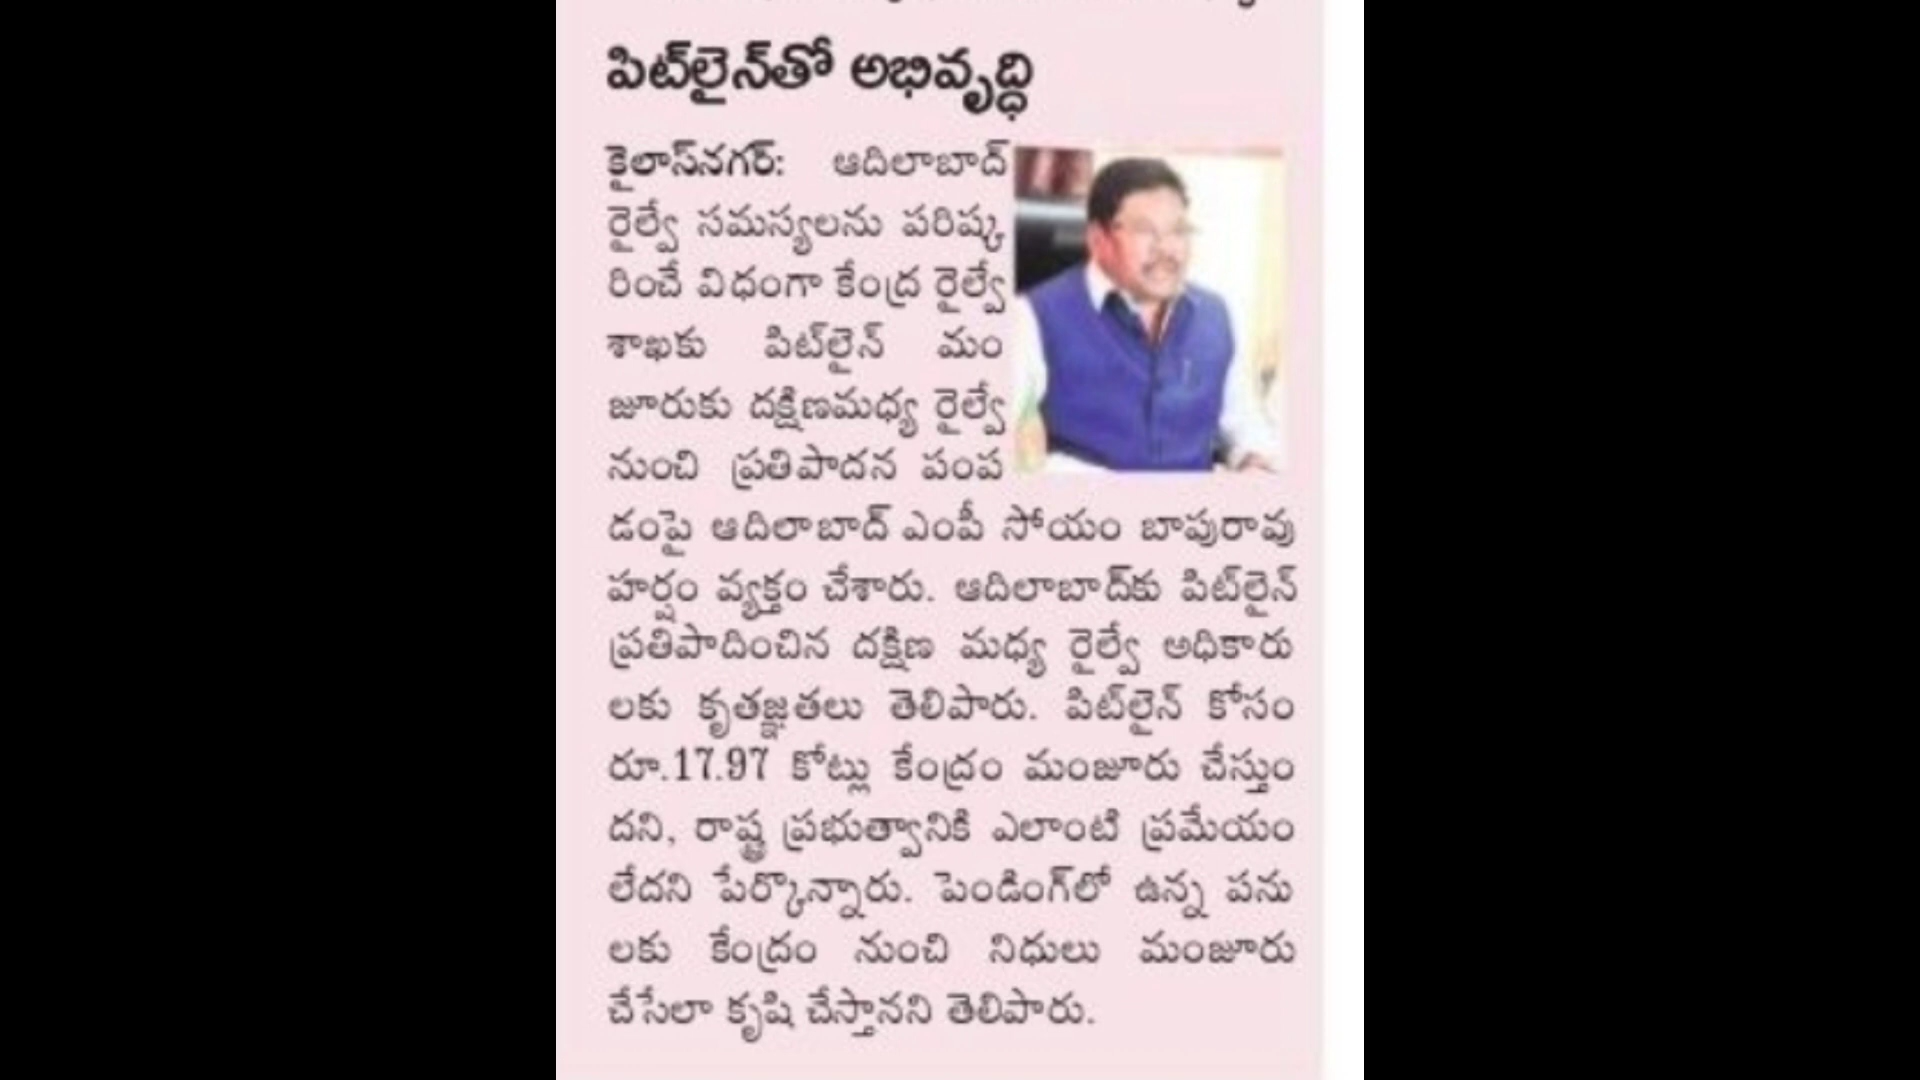 పిట్‌లైన్‌తో అభివృద్ధి
కైలాస్‌నగర్: ఆదిలాబాద్
రైల్వే సమస్యలను పరిష్క
రించే విధంగా కేంద్ర రైల్వే
శాఖకు పిట్‌లైన్ మం
జూరుకు దక్షిణమధ్య రైల్వే
నుంచి ప్రతిపాదన పంప
డంపై ఆదిలాబాద్ ఎంపీ సోయం బాపురావు
హర్షం వ్యక్తం చేశారు. ఆదిలాబాద్‌కు పిట్‌లైన్
ప్రతిపాదించిన దక్షిణ మధ్య రైల్వే అధికారు
లకు కృతజ్ఞతలు తెలిపారు. పిట్‌లైన్ కోసం
రూ.17.97 కోట్లు కేంద్రం మంజూరు చేస్తుం
దని, రాష్ట్ర ప్రభుత్వానికి ఎలాంటి ప్రమేయం
లేదని పేర్కొన్నారు. పెండింగ్‌లో ఉన్న పను
లకు కేంద్రం నుంచి నిధులు మంజూరు
చేసేలా కృషి చేస్తానని తెలిపారు.